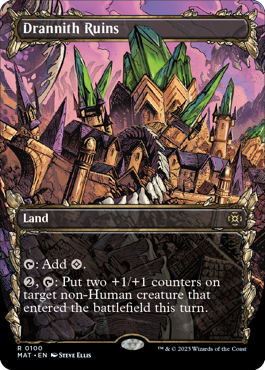 Drannith Ruins
Land
: Add .
2, : Put two +1/+1 counters on
target non-Human creature that
entered the battlefield this turn.
R 0100
MAT • EN STEVE ELLIS
™ & © 2023 Wizards of the Coast